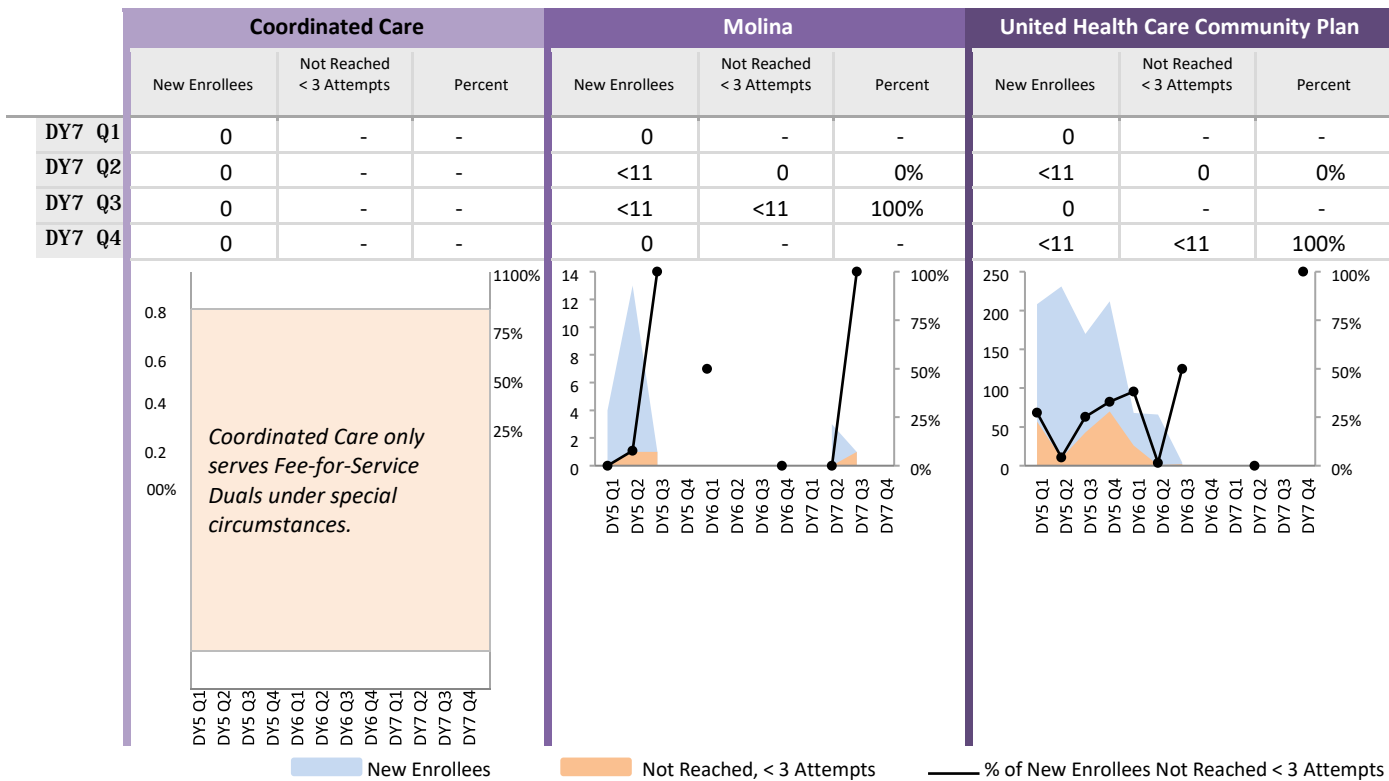 Coordinated Care Molina United Health Care Community Plan
New Enrollees Not Reached < 3 Attempts Percent New Enrollees Not Reached < 3 Attempts Percent New Enrollees Not Reached < 3 Attempts Percent
DY7 Q1 0 - - 0 - - 0 - -
DY7 Q2 0 - - <11 0 0% <11 0 0%
DY7 Q3 0 - - <11 <11 100% 0 - -
DY7 Q4 0 - - 0 - - <11 <11 100%
0.8
0.6
0.4
0.2
00%
1100%
75%
50%
25%
Coordinated Care only
serves Fee-for-Service
Duals under special
circumstances.
DY5 Q1
DY5 Q2
DY5 Q3
DY5 Q4
DY6 Q1
DY6 Q2
DY6 Q3
DY6 Q4
DY7 Q1
DY7 Q2
DY7 Q3
DY7 Q4
14
12
10
8
6
4
2
0
100%
75%
50%
25%
0%
DY5 Q1
DY5 Q2
DY5 Q3
DY5 Q4
DY6 Q1
DY6 Q2
DY6 Q3
DY6 Q4
DY7 Q1
DY7 Q2
DY7 Q3
DY7 Q4
250
200
150
100
50
0
100%
75%
50%
25%
0%
DY5 Q1
DY5 Q2
DY5 Q3
DY5 Q4
DY6 Q1
DY6 Q2
DY6 Q3
DY6 Q4
DY7 Q1
DY7 Q2
DY7 Q3
DY7 Q4
New Enrollees Not Reached, < 3 Attempts % of New Enrollees Not Reached < 3 Attempts